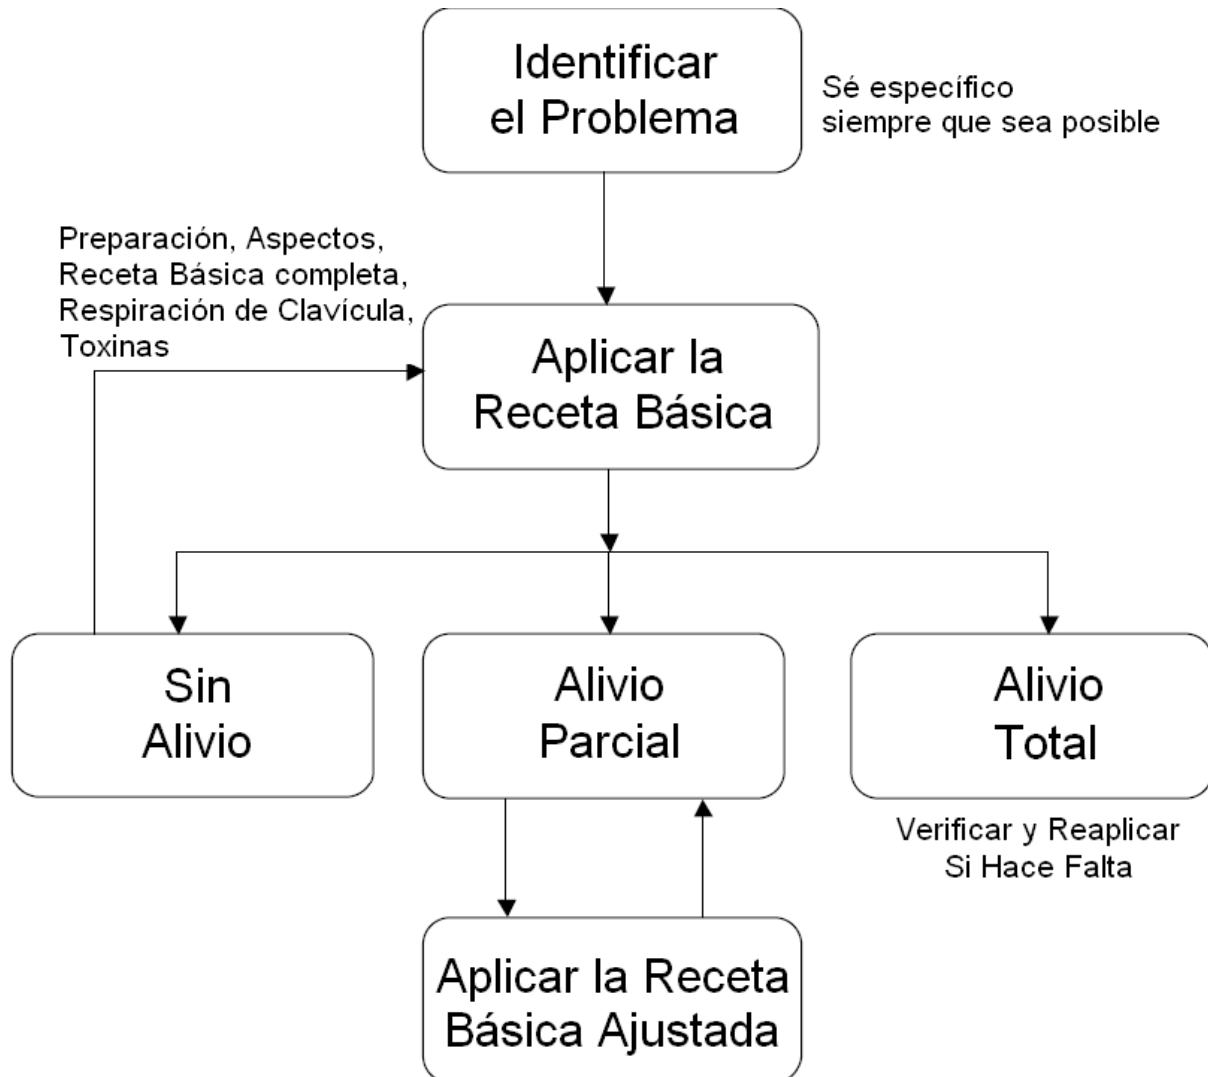 Identificar
el Problema
Sé específico
siempre que sea posible
Preparación, Aspectos,
Receta Básica completa,
Respiración de Clavícula,
Toxinas
Aplicar la
Receta Básica
Sin
Alivio
Alivio
Parcial
Alivio
Total
Verificar y Reaplicar
Si Hace Falta
Aplicar la Receta
Básica Ajustada